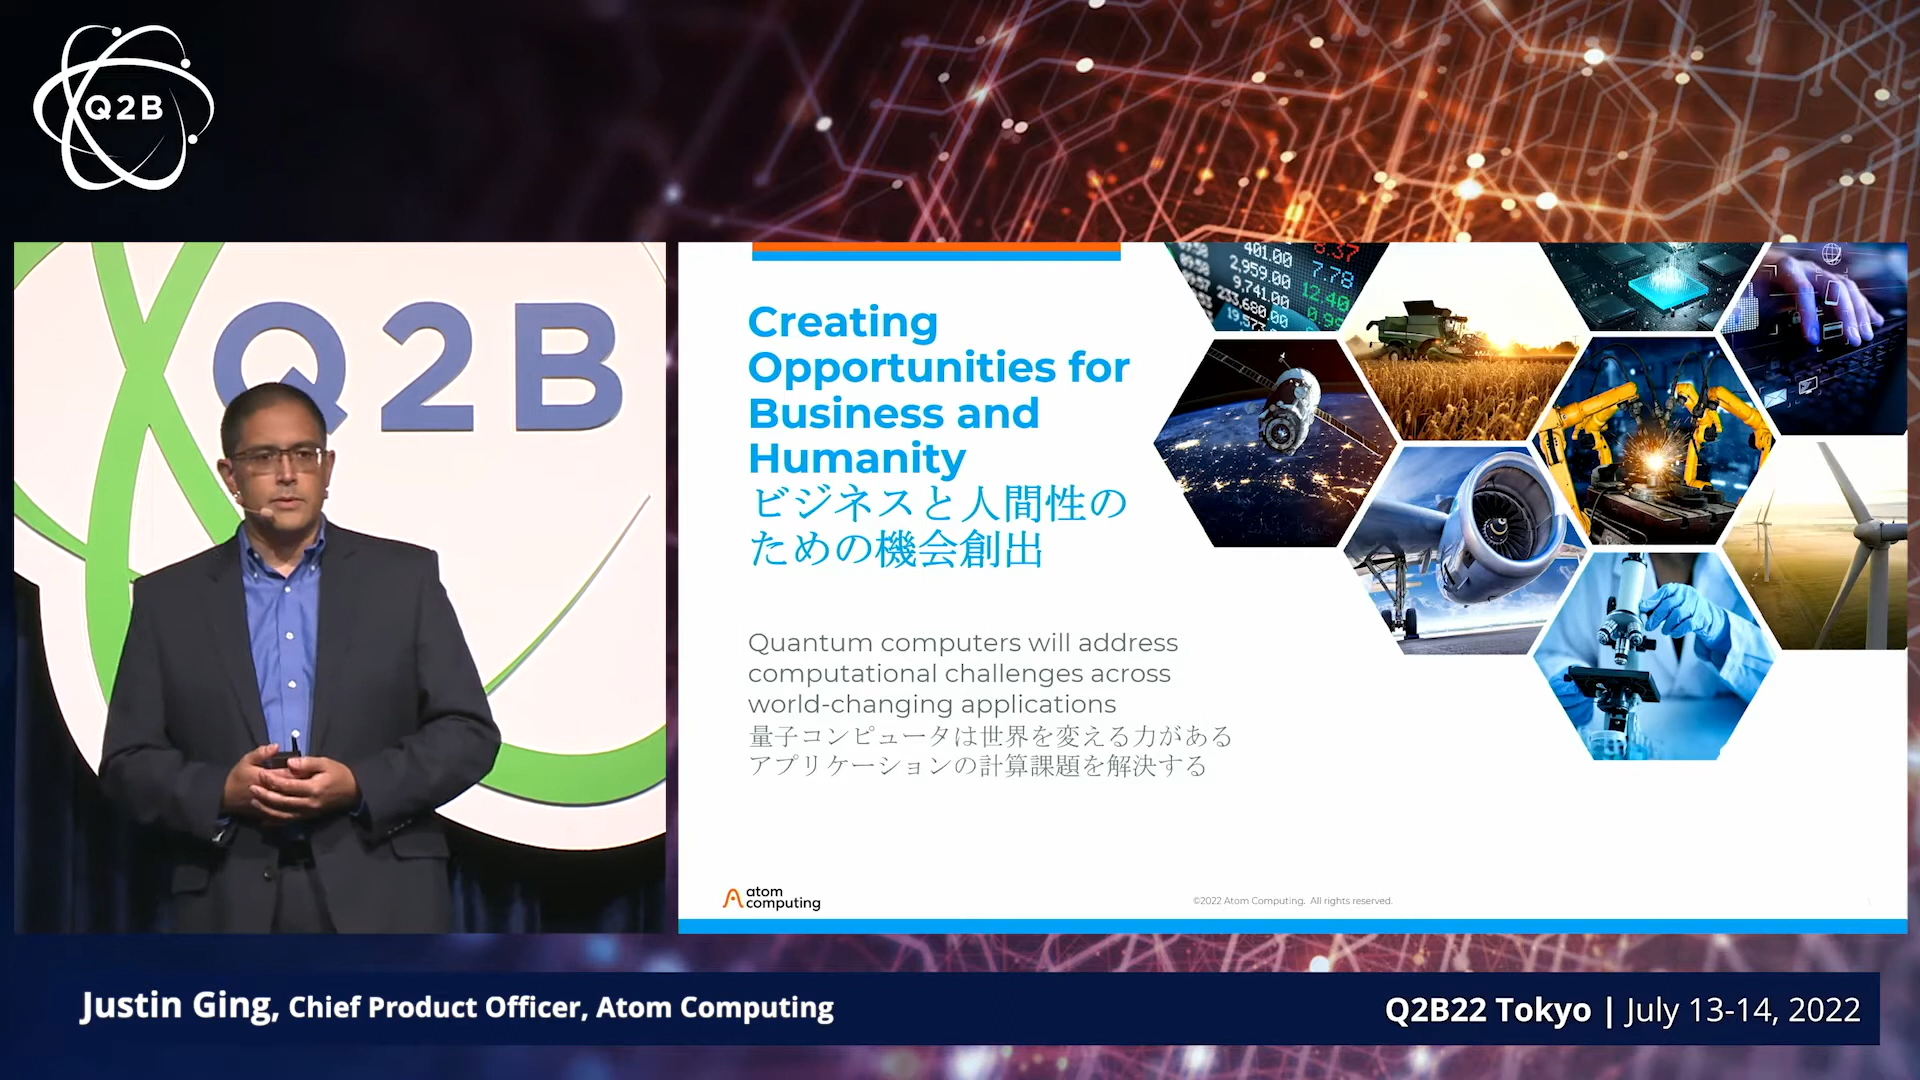 Q2B
Q2B
Creating
Opportunities for
Business and
Humanity
ビジネスと人間性の
ための機会創出
Quantum computers will address
computational challenges across
world-changing applications
量子コンピュータは世界を変える力がある
アプリケーションの計算課題を解決する
401.00
8.37
2,959.00
7.78
9,741.00
12.40
233,680.00
atom
computing
©2022 Atom Computing. All rights reserved.
Justin Ging, Chief Product Officer, Atom Computing
Q2B22 Tokyo | July 13-14, 2022